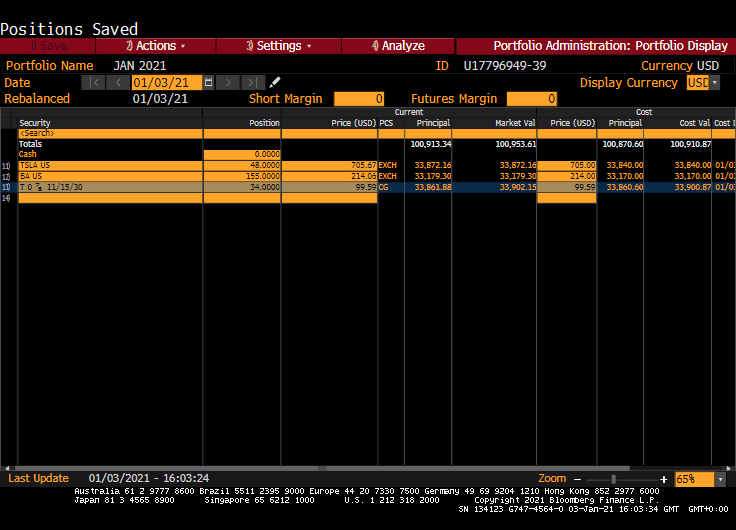 Positions Saved
1) Save 2) Actions 3) Settings 4) Analyze Portfolio Administration: Portfolio Display
Portfolio Name JAN 2021 ID U17796949-39 Currency USD
Date |< < 01/03/21 > >| Display Currency USD
Rebalanced 01/03/21 Short Margin 0 Futures Margin 0
Current Cost
Security Position Price (USD) PCS Principal Market Val Price (USD) Principal Cost Val Cost D
<Search>
Totals 100,913.34 100,953.61 100,870.60 100,910.87
Cash 0.0000
11) TSLA US 48.0000 705.67 EXCH 33,872.16 33,872.16 705.00 33,840.00 33,840.00 01/03
12) BA US 155.0000 214.06 EXCH 33,179.30 33,179.30 214.00 33,170.00 33,170.00 01/03
13) T 0 ⅞ 11/15/30 34.0000 99.59 CG 33,861.88 33,902.15 99.59 33,860.60 33,900.87 01/03
14)
Last Update 01/03/2021 - 16:03:24 Zoom - + 65%
Australia 61 2 9777 8600 Brazil 5511 2395 9000 Europe 44 20 7330 7500 Germany 49 69 9204 1210 Hong Kong 852 2977 6000
Japan 81 3 4565 8900 Singapore 65 6212 1000 U.S. 1 212 318 2000 Copyright 2021 Bloomberg Finance L.P.
SN 134123 G747-4564-0 03-Jan-21 16:03:34 GMT GMT+0:00